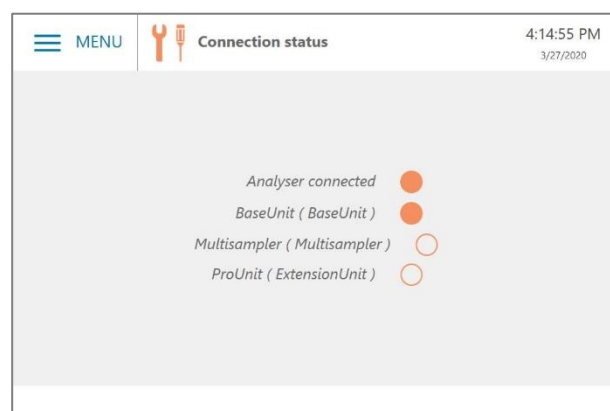 MENU
Connection status
4:14:55 PM
3/27/2020
Analyser connected
BaseUnit ( BaseUnit )
Multisampler ( Multisampler )
ProUnit ( ExtensionUnit )